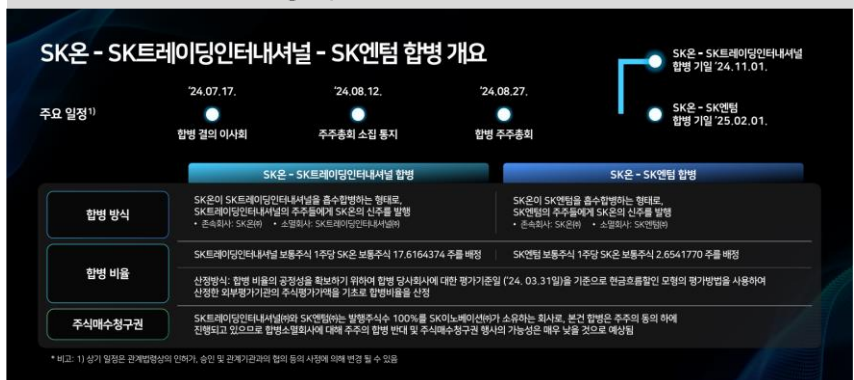 SK온 - SK트레이딩인터내셔널 - SK엔텀 합병 개요
주요 일정1)
'24.07.17.
합병 결의 이사회
'24.08.12.
주주총회 소집 통지
'24.08.27.
합병 주주총회
SK온 - SK트레이딩인터내셔널
합병 기일 '24.11.01.
SK온 - SK엔텀
합병 기일 '25.02.01.
SK온 - SK트레이딩인터내셔널 합병
SK온 - SK엔텀 합병
합병 방식
SK온이 SK트레이딩인터내셔널을 흡수합병하는 형태로,
SK트레이딩인터내셔널의 주주들에게 SK온의 신주를 발행
• 존속회사: SK온㈜ • 소멸회사: SK트레이딩인터내셔널㈜
SK온이 SK엔텀을 흡수합병하는 형태로,
SK엔텀의 주주들에게 SK온의 신주를 발행
• 존속회사: SK온㈜ • 소멸회사: SK엔텀㈜
합병 비율
SK트레이딩인터내셔널 보통주식 1주당 SK온 보통주식 17.6164374 주를 배정
SK엔텀 보통주식 1주당 SK온 보통주식 2.6541770 주를 배정
산정방식: 합병 비율의 공정성을 확보하기 위하여 합병 당사회사에 대한 평가기준일 ('24. 03.31일)을 기준으로 현금흐름할인 모형의 평가방법을 사용하여
산정한 외부평가기관의 주식평가가액을 기초로 합병비율을 산정
주식매수청구권
SK트레이딩인터내셔널㈜와 SK엔텀㈜는 발행주식수 100%를 SK이노베이션㈜가 소유하는 회사로, 본건 합병은 주주의 동의 하에
진행되고 있으므로 합병소멸회사에 대해 주주의 합병 반대 및 주식매수청구권 행사의 가능성은 매우 낮을 것으로 예상됨
* 비고: 1) 상기 일정은 관계법령상의 인허가, 승인 및 관계기관과의 협의 등의 사정에 의해 변경 될 수 있음